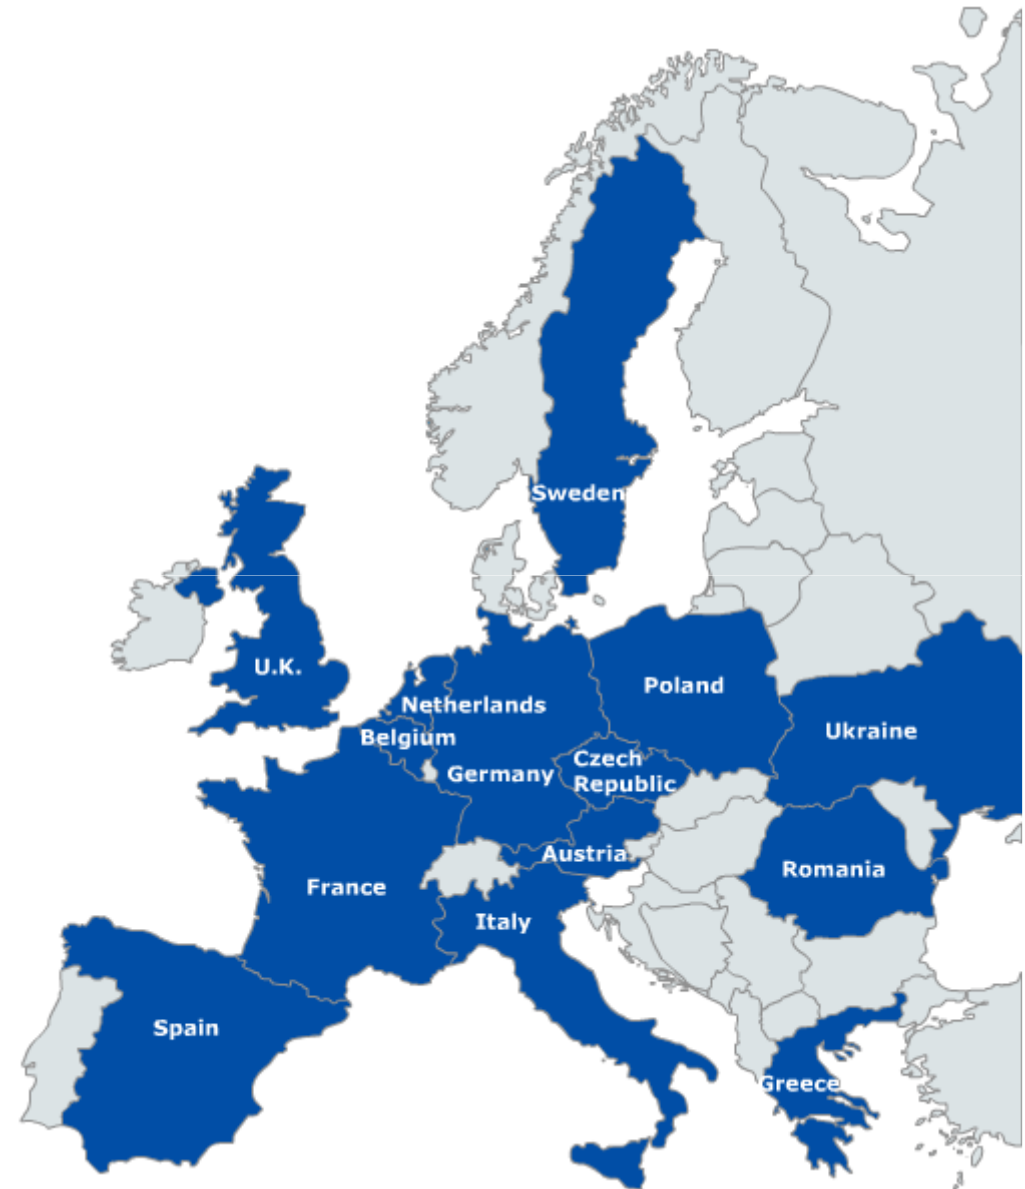 Sweden
U.K.
Poland
Netherlands
Ukraine
Belgium
Czech
Republic
Germany
Austria
Romania
France
Italy
Spain
Greece